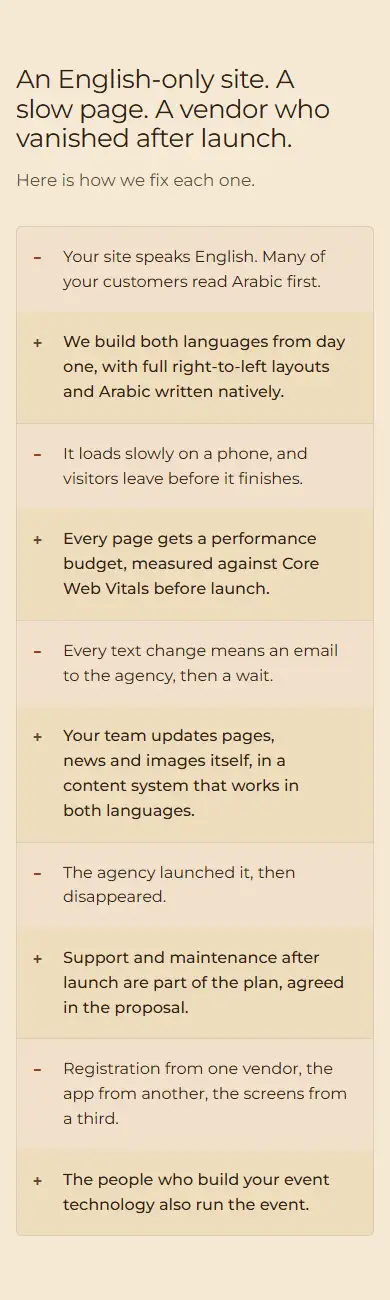 An English-only site. A
slow page. A vendor who
vanished after launch.
Here is how we fix each one.
– Your site speaks English. Many of
your customers read Arabic first.
+ We build both languages from day
one, with full right-to-left layouts
and Arabic written natively.
– It loads slowly on a phone, and
visitors leave before it finishes.
+ Every page gets a performance
budget, measured against Core
Web Vitals before launch.
– Every text change means an email
to the agency, then a wait.
+ Your team updates pages,
news and images itself, in a
content system that works in
both languages.
– The agency launched it, then
disappeared.
+ Support and maintenance after
launch are part of the plan, agreed
in the proposal.
– Registration from one vendor, the
app from another, the screens from
a third.
+ The people who build your event
technology also run the event.